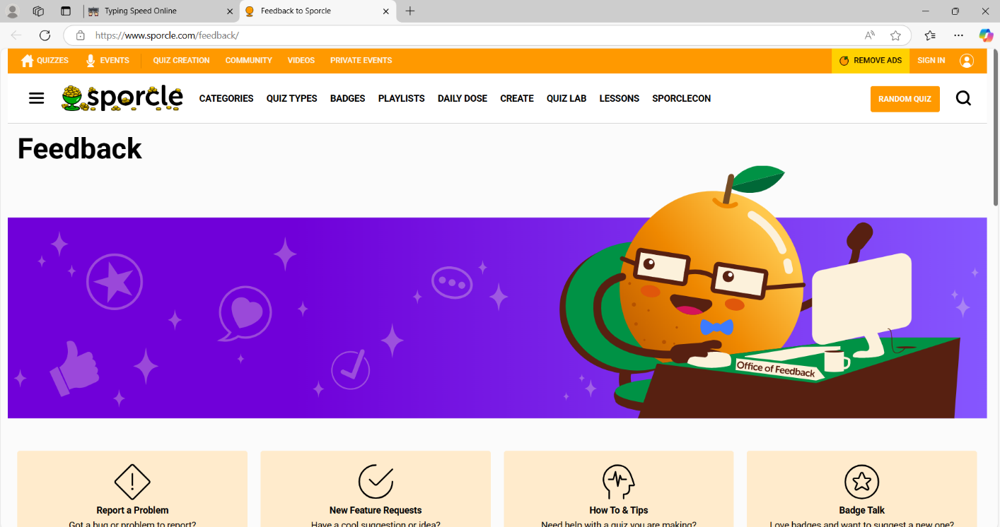 Typing Speed Online
Feedback to Sporcle
https://www.sporcle.com/feedback/
QUIZZES
EVENTS
QUIZ CREATION
COMMUNITY
VIDEOS
PRIVATE EVENTS
REMOVE ADS
SIGN IN
sporcle
CATEGORIES
QUIZ TYPES
BADGES
PLAYLISTS
DAILY DOSE
CREATE
QUIZ LAB
LESSONS
SPORCLECON
RANDOM QUIZ
Feedback
Office of Feedback
Report a Problem
Got a bug or problem to report?
New Feature Requests
Have a cool suggestion or idea?
How To & Tips
Need help with a quiz you are making?
Badge Talk
Love badges and want to suggest a new one?